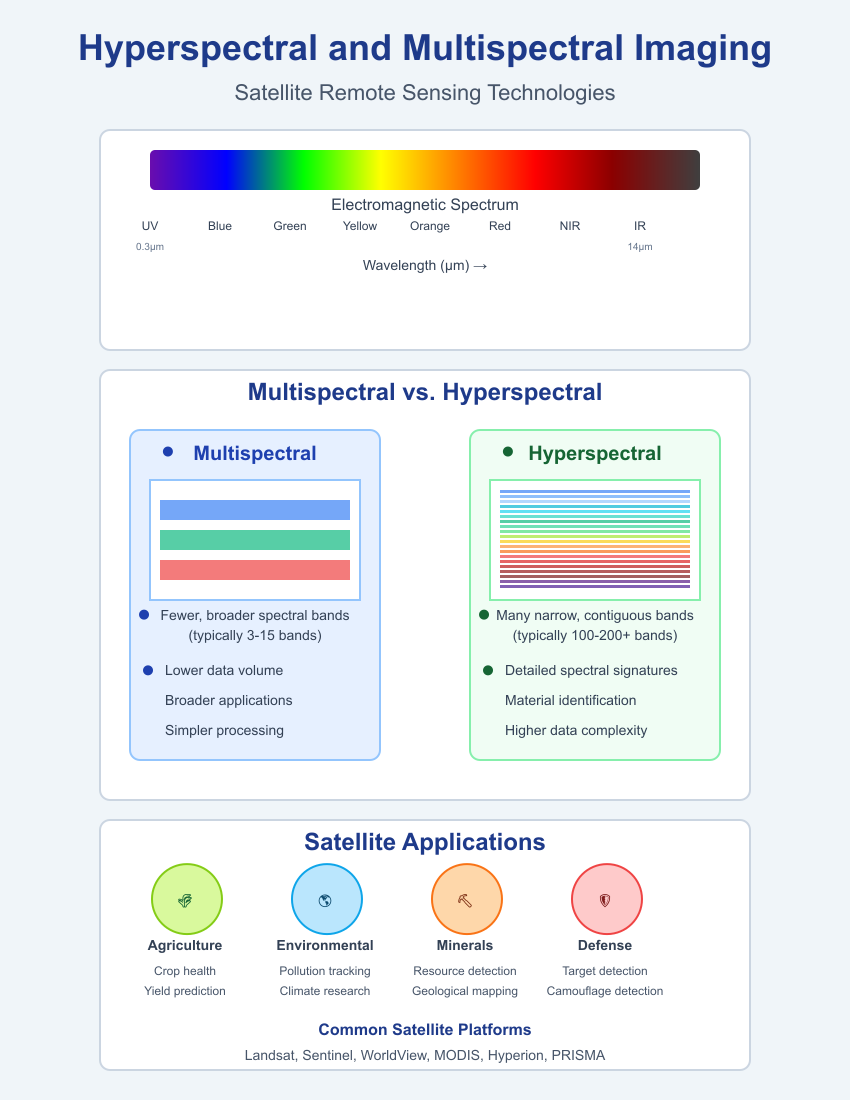 Hyperspectral and Multispectral Imaging
Satellite Remote Sensing Technologies
Electromagnetic Spectrum
UV Blue Green Yellow Orange Red NIR IR
0.3μm 14μm
Wavelength (μm) →
Multispectral vs. Hyperspectral
Multispectral
Fewer, broader spectral bands
(typically 3-15 bands)
Lower data volume
Broader applications
Simpler processing
Hyperspectral
Many narrow, contiguous bands
(typically 100-200+ bands)
Detailed spectral signatures
Material identification
Higher data complexity
Satellite Applications
Agriculture
Crop health
Yield prediction
Environmental
Pollution tracking
Climate research
Minerals
Resource detection
Geological mapping
Defense
Target detection
Camouflage detection
Common Satellite Platforms
Landsat, Sentinel, WorldView, MODIS, Hyperion, PRISMA